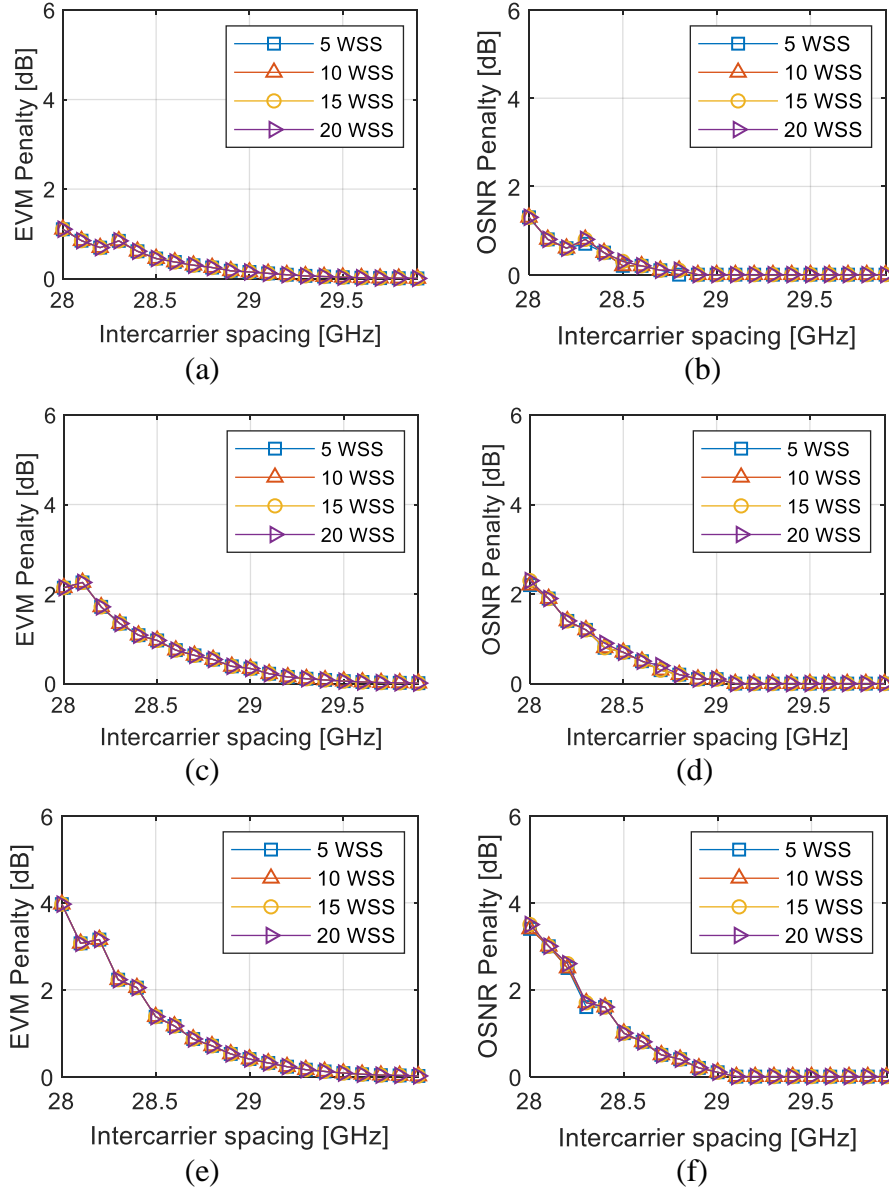 EVM Penalty [dB]
6
4
2
0
28
28.5
29
29.5
Intercarrier spacing [GHz]
5 WSS
10 WSS
15 WSS
20 WSS
(a)
OSNR Penalty [dB]
6
4
2
0
28
28.5
29
29.5
Intercarrier spacing [GHz]
5 WSS
10 WSS
15 WSS
20 WSS
(b)
EVM Penalty [dB]
6
4
2
0
28
28.5
29
29.5
Intercarrier spacing [GHz]
5 WSS
10 WSS
15 WSS
20 WSS
(c)
OSNR Penalty [dB]
6
4
2
0
28
28.5
29
29.5
Intercarrier spacing [GHz]
5 WSS
10 WSS
15 WSS
20 WSS
(d)
EVM Penalty [dB]
6
4
2
0
28
28.5
29
29.5
Intercarrier spacing [GHz]
5 WSS
10 WSS
15 WSS
20 WSS
(e)
OSNR Penalty [dB]
6
4
2
0
28
28.5
29
29.5
Intercarrier spacing [GHz]
5 WSS
10 WSS
15 WSS
20 WSS
(f)